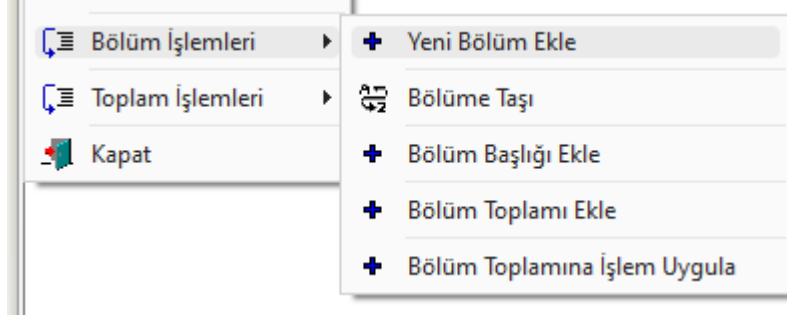 Bölüm İşlemleri
Yeni Bölüm Ekle
Toplam İşlemleri
Bölüme Taşı
Kapat
Bölüm Başlığı Ekle
Bölüm Toplamı Ekle
Bölüm Toplamına İşlem Uygula